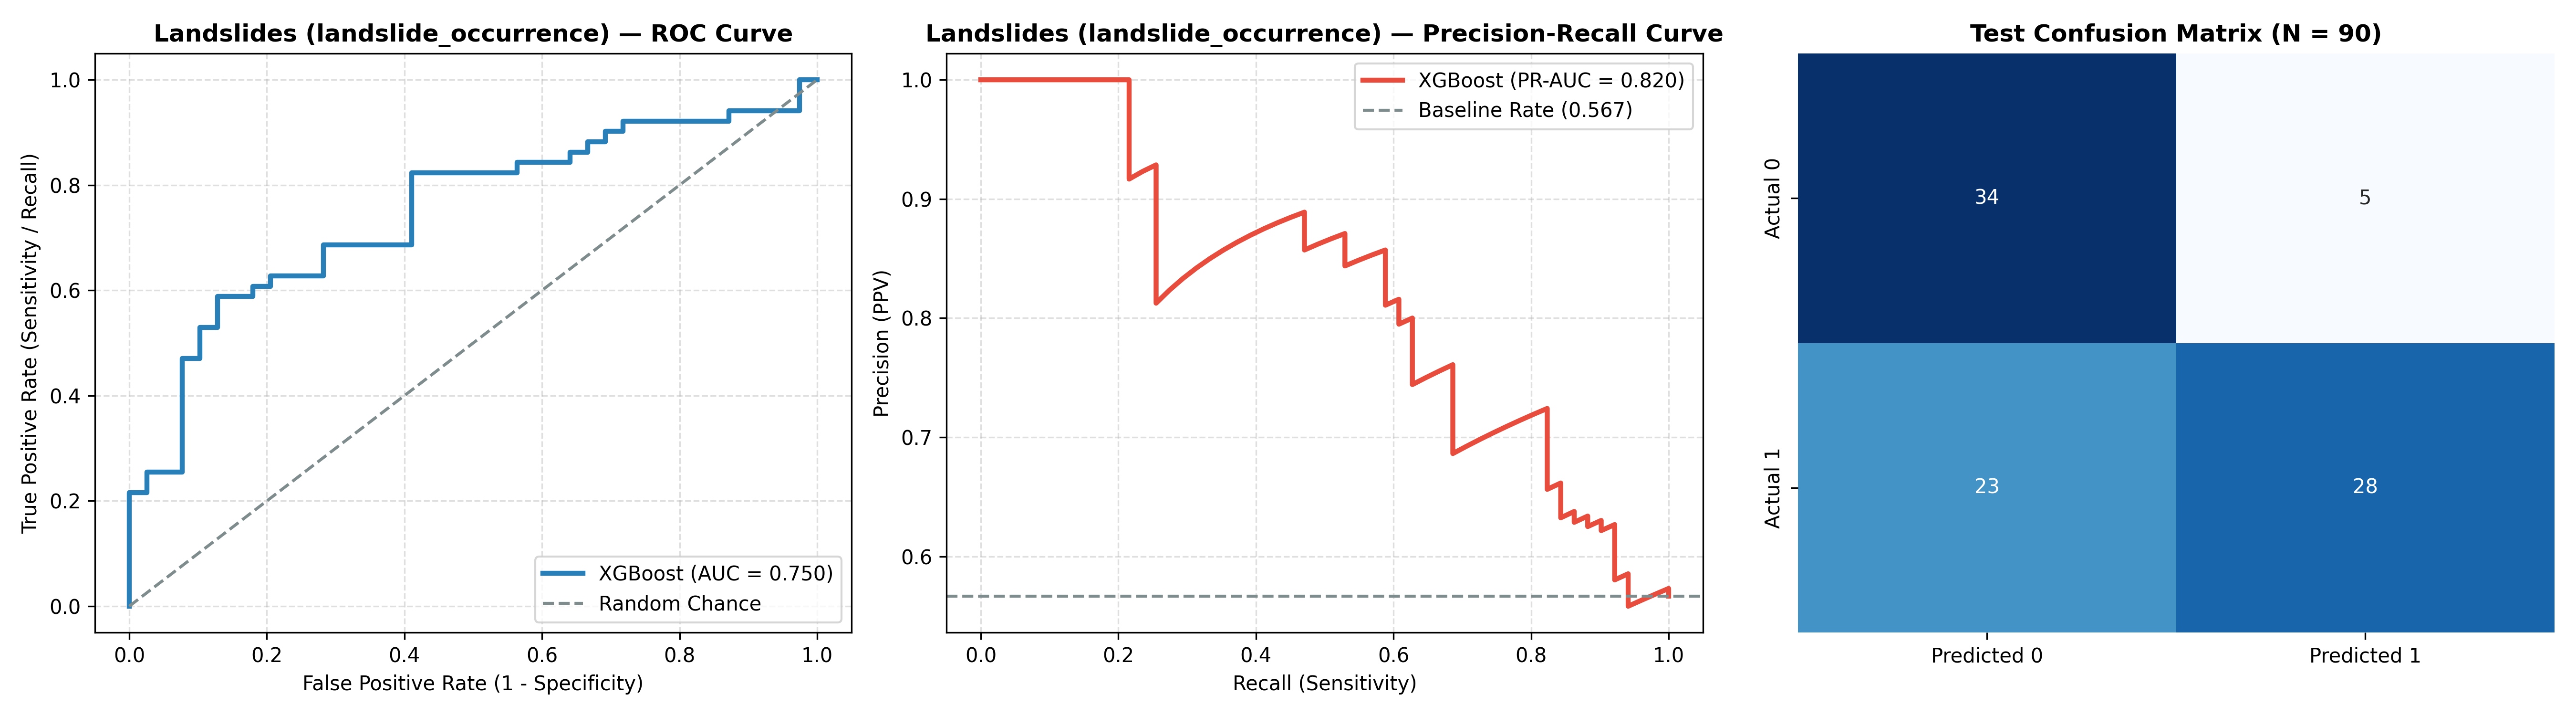 Landslides (landslide_occurrence) — ROC Curve
True Positive Rate (Sensitivity / Recall)
1.0
0.8
0.6
0.4
0.2
0.0
XGBoost (AUC = 0.750)
Random Chance
0.0 0.2 0.4 0.6 0.8 1.0
False Positive Rate (1 - Specificity)
Landslides (landslide_occurrence) — Precision-Recall Curve
Precision (PPV)
1.0
0.9
0.8
0.7
0.6
XGBoost (PR-AUC = 0.820)
Baseline Rate (0.567)
0.0 0.2 0.4 0.6 0.8 1.0
Recall (Sensitivity)
Test Confusion Matrix (N = 90)
Actual 0
34 5
Actual 1
23 28
Predicted 0 Predicted 1